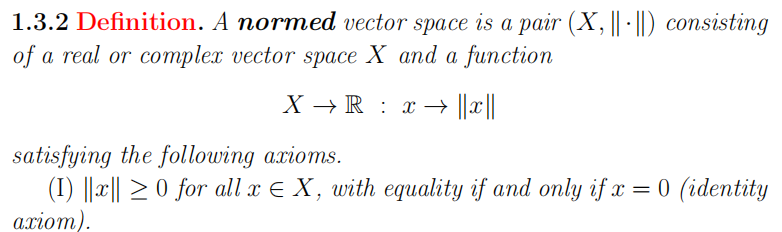 1.3.2 Definition. A normed vector space is a pair (X, ‖·‖) consisting
of a real or complex vector space X and a function
X → ℝ : x → ‖x‖
satisfying the following axioms.
(I) ‖x‖ ≥ 0 for all x ∈ X, with equality if and only if x = 0 (identity
axiom).